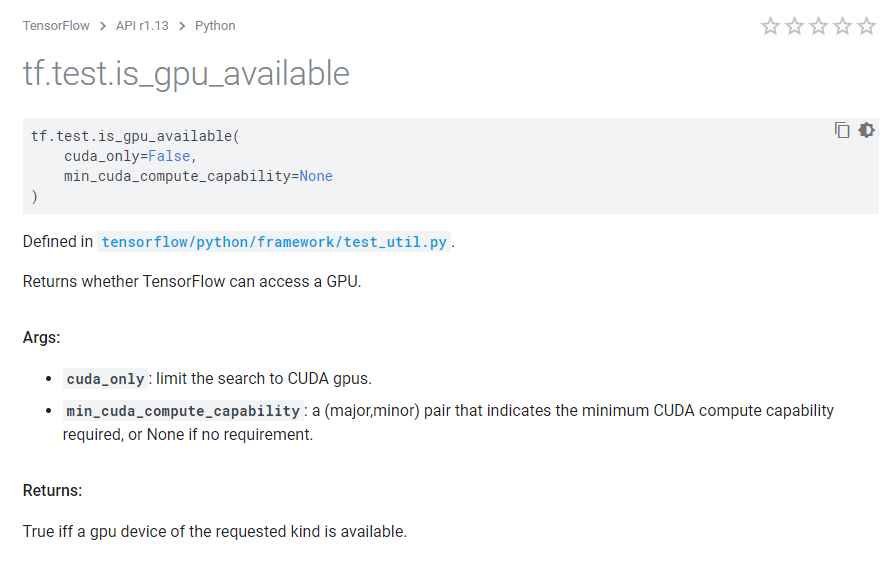 TensorFlow > API r1.13 > Python
tf.test.is_gpu_available
tf.test.is_gpu_available(
    cuda_only=False,
    min_cuda_compute_capability=None
)
Defined in tensorflow/python/framework/test_util.py.
Returns whether TensorFlow can access a GPU.
Args:
• cuda_only: limit the search to CUDA gpus.
• min_cuda_compute_capability: a (major,minor) pair that indicates the minimum CUDA compute capability
required, or None if no requirement.
Returns:
True iff a gpu device of the requested kind is available.